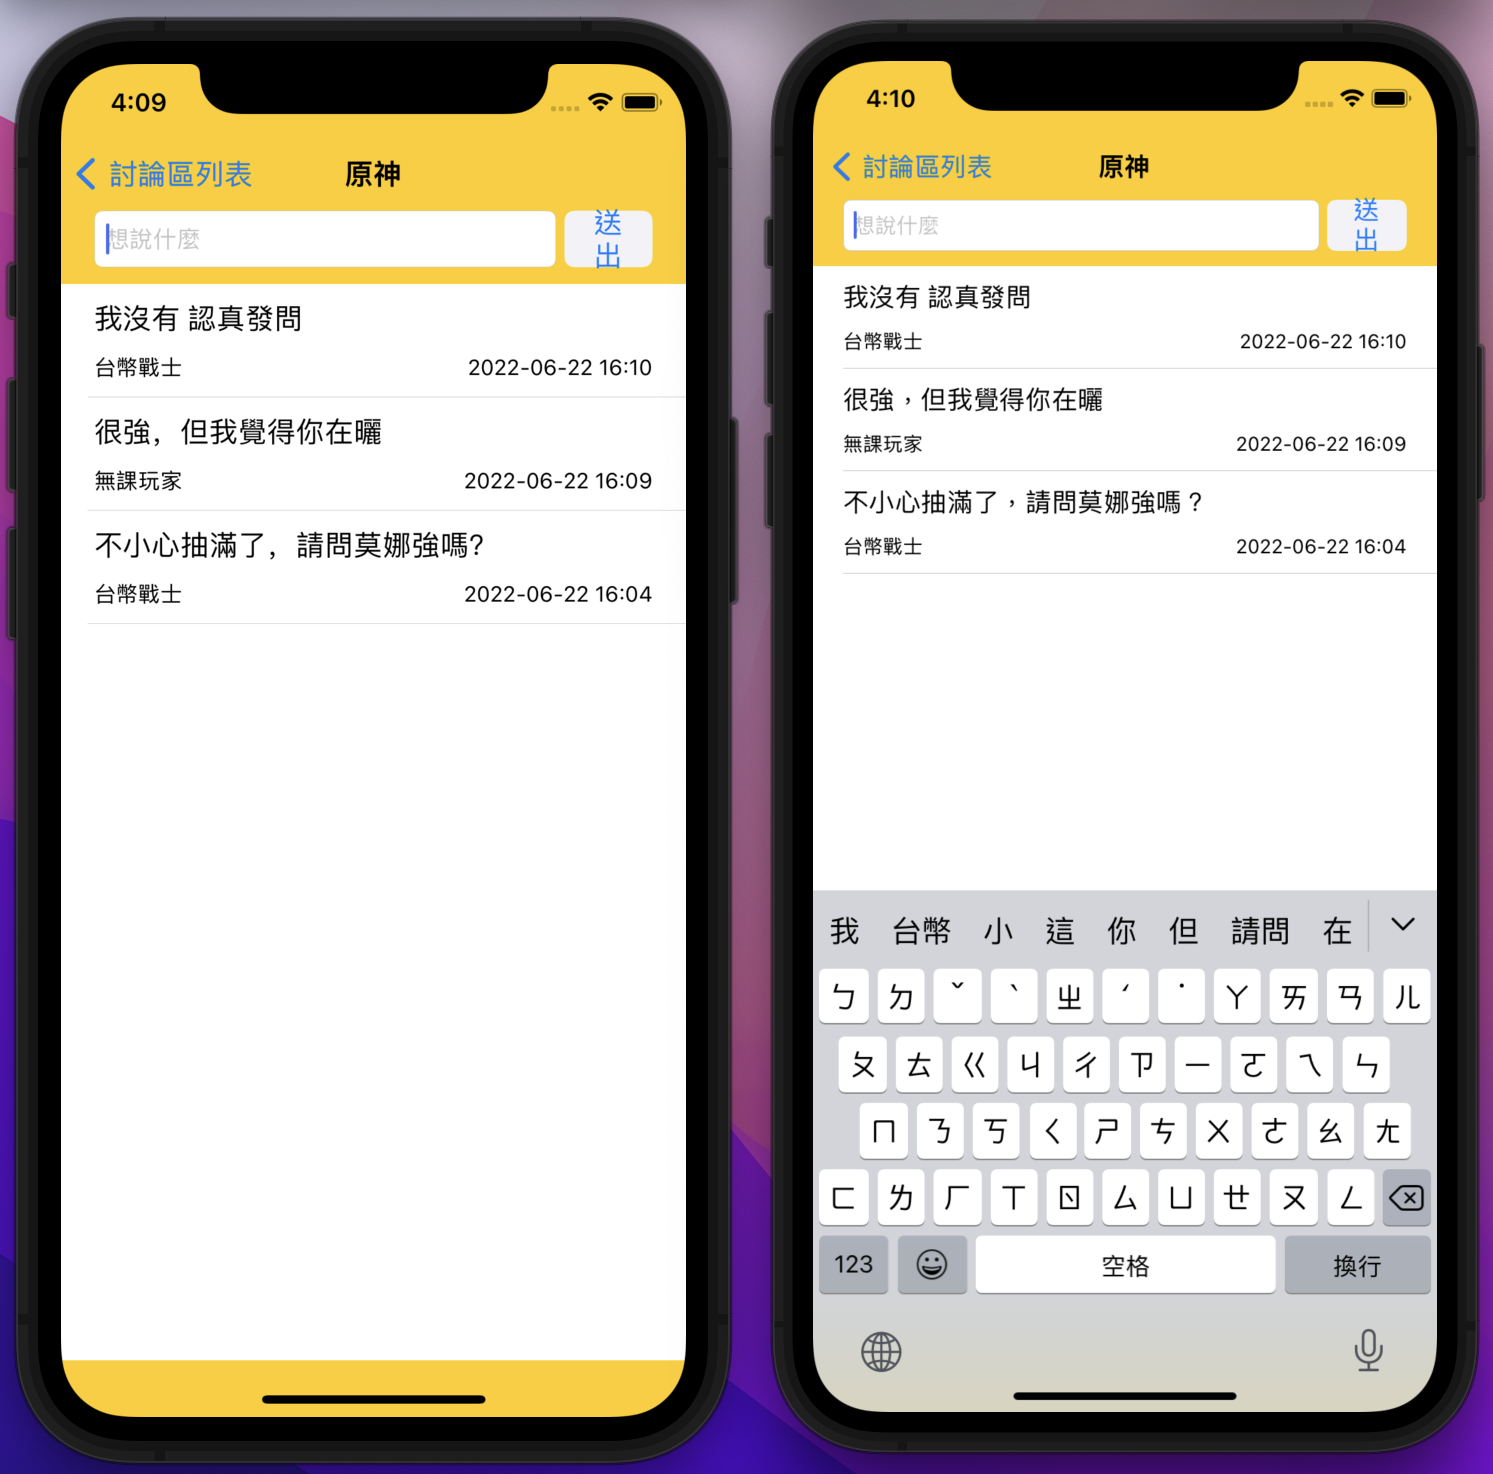 4:09
討論區列表 原神
想說什麼
送
出
我沒有 認真發問
台幣戰士 2022-06-22 16:10
很強，但我覺得你在曬
無課玩家 2022-06-22 16:09
不小心抽滿了，請問莫娜強嗎？
台幣戰士 2022-06-22 16:04
4:10
討論區列表 原神
想說什麼
送
出
我沒有 認真發問
台幣戰士 2022-06-22 16:10
很強，但我覺得你在曬
無課玩家 2022-06-22 16:09
不小心抽滿了，請問莫娜強嗎？
台幣戰士 2022-06-22 16:04
我 台幣 小 這 你 但 請問 在
ㄅ ㄉ ˇ ˋ ㄓ ˊ ˙ ㄚ ㄞ ㄢ ㄦ
ㄆ ㄊ ㄍ ㄐ ㄔ ㄗ ㄧ ㄛ ㄟ ㄣ
ㄇ ㄋ ㄎ ㄑ ㄕ ㄘ ㄨ ㄜ ㄠ ㄤ
ㄈ ㄌ ㄏ ㄒ ㄖ ㄙ ㄩ ㄝ ㄡ ㄥ
123 空格 換行